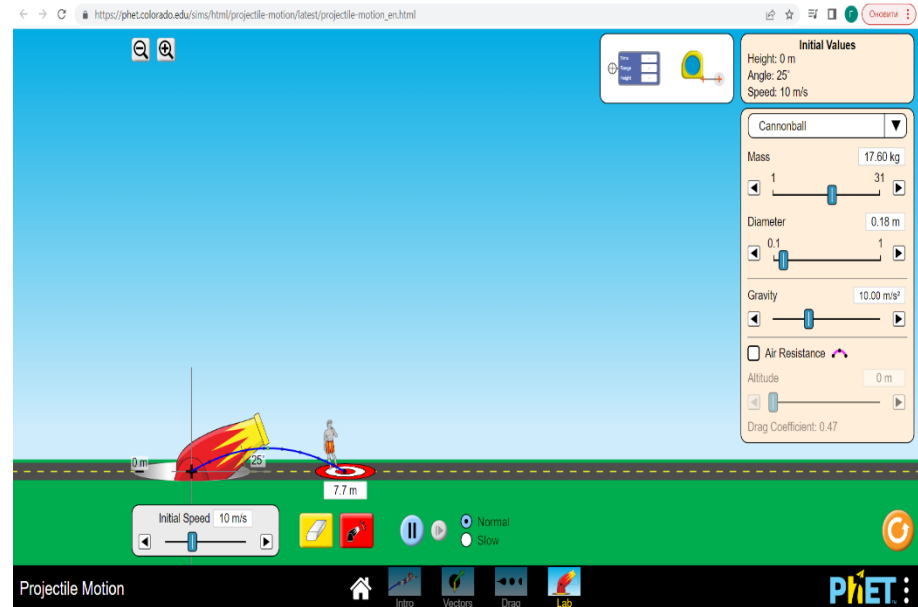 https://phet.colorado.edu/sims/html/projectile-motion/latest/projectile-motion_en.html
Оновити
Initial Values
Height: 0 m
Angle: 25°
Speed: 10 m/s
Time
Range
Height
Cannonball
Mass 17.60 kg
1 31
Diameter 0.18 m
0.1 1
Gravity 10.00 m/s²
Air Resistance
Altitude 0 m
Drag Coefficient: 0.47
0 m
25°
7.7 m
Initial Speed 10 m/s
Normal
Slow
Projectile Motion
Intro
Vectors
Drag
Lab
PhET